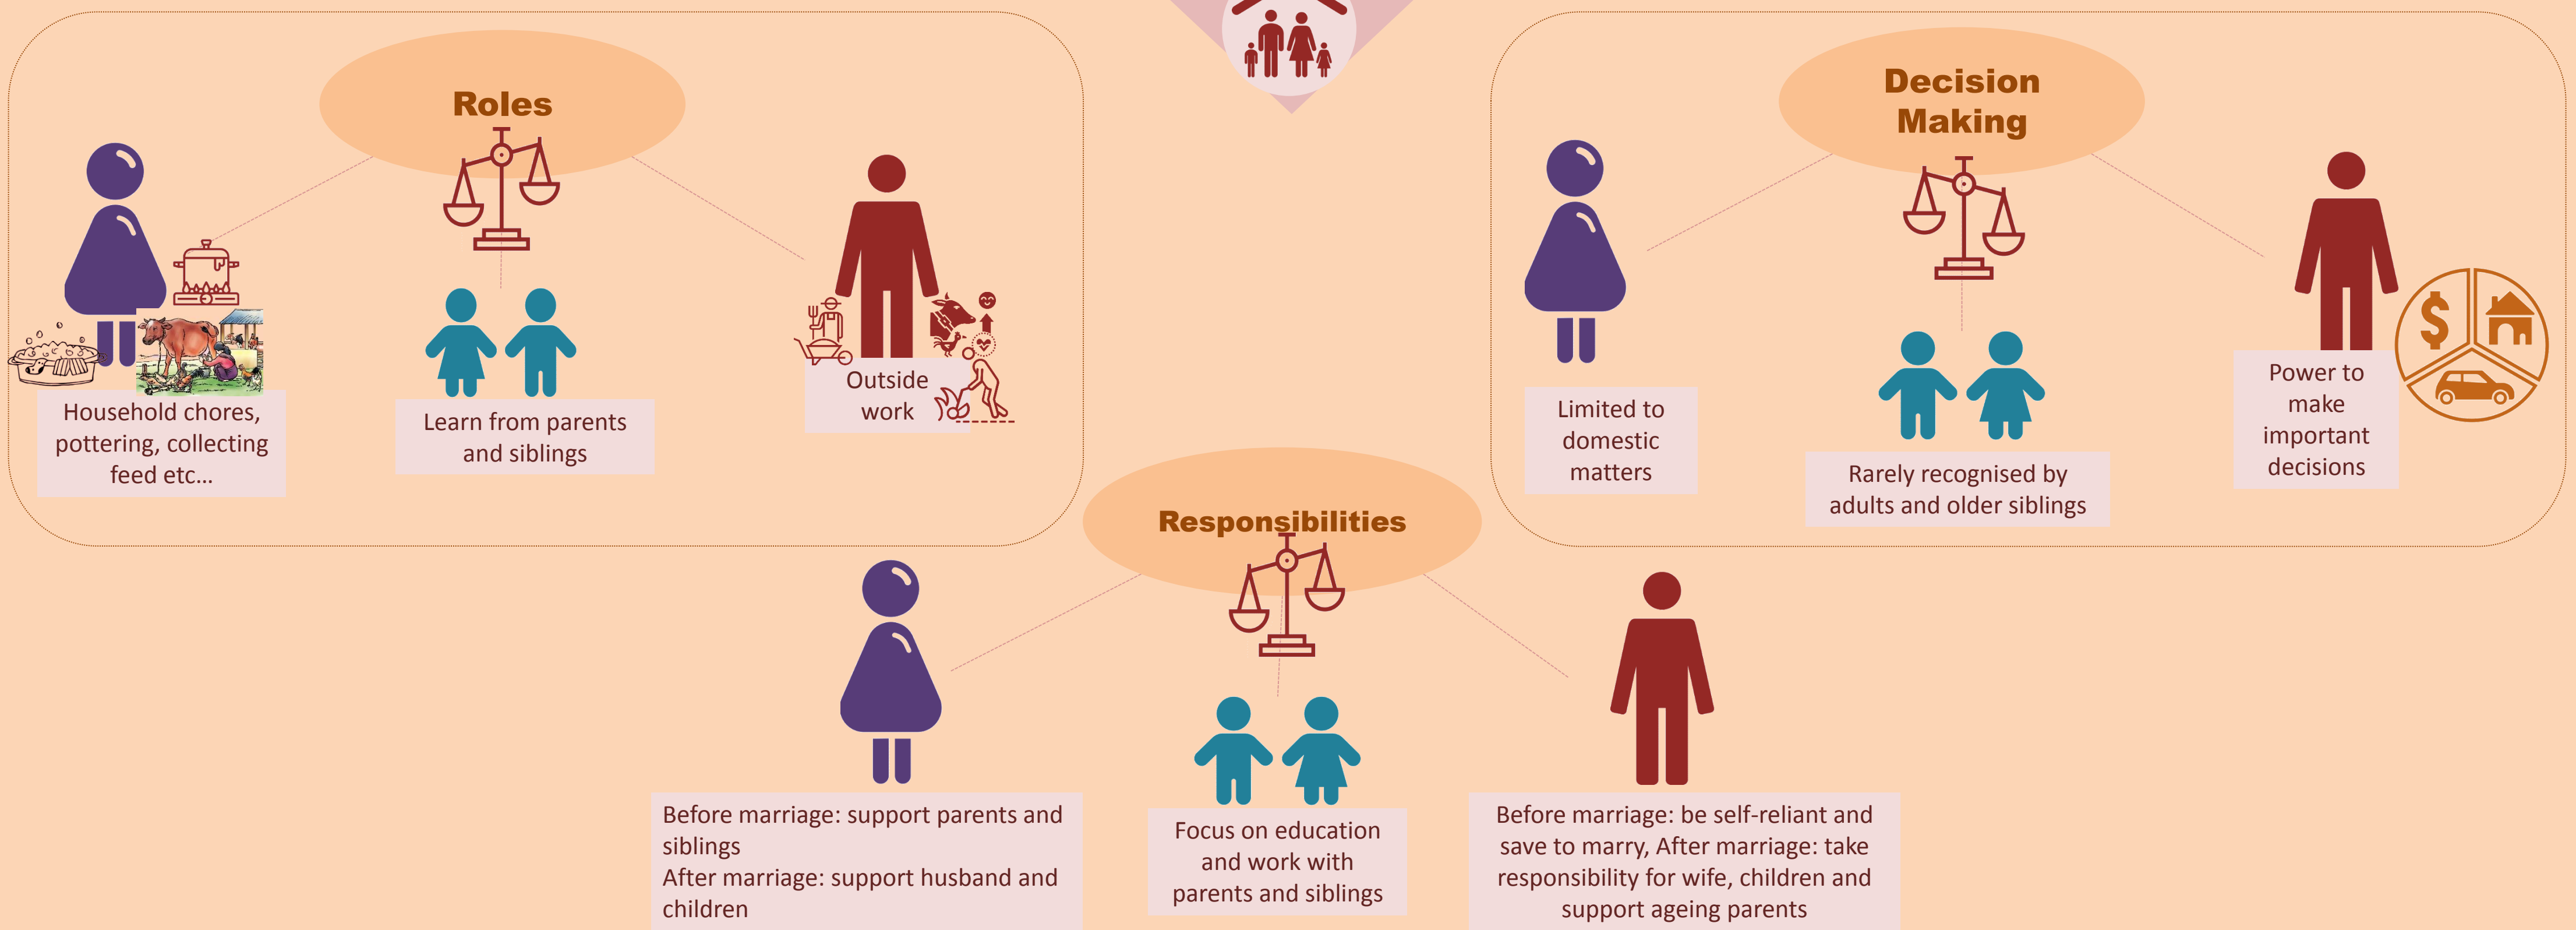 Roles
Household chores,
pottering, collecting
feed etc...
Learn from parents
and siblings
Outside
work
Decision
Making
Limited to
domestic
matters
Rarely recognised by
adults and older siblings
Power to
make
important
decisions
$
Responsibilities
Before marriage: support parents and
siblings
After marriage: support husband and
children
Focus on education
and work with
parents and siblings
Before marriage: be self-reliant and
save to marry, After marriage: take
responsibility for wife, children and
support ageing parents